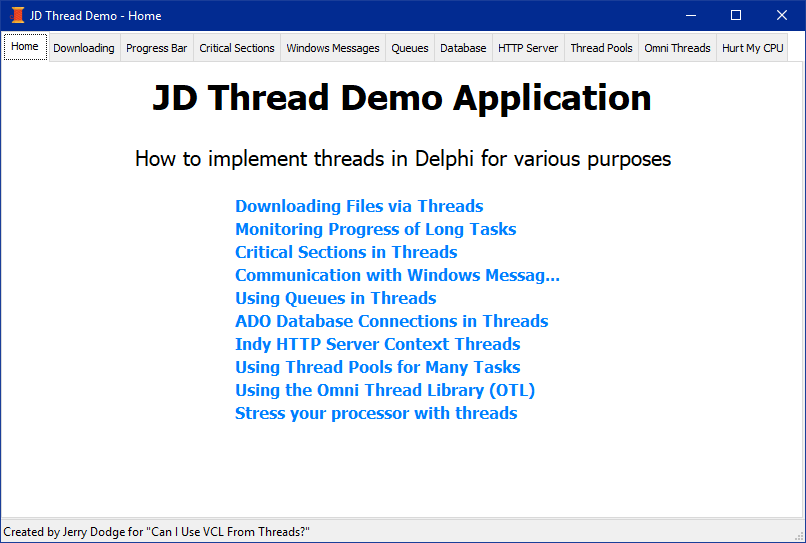 JD Thread Demo - Home
Home Downloading Progress Bar Critical Sections Windows Messages Queues Database HTTP Server Thread Pools Omni Threads Hurt My CPU
JD Thread Demo Application
How to implement threads in Delphi for various purposes
Downloading Files via Threads
Monitoring Progress of Long Tasks
Critical Sections in Threads
Communication with Windows Messag...
Using Queues in Threads
ADO Database Connections in Threads
Indy HTTP Server Context Threads
Using Thread Pools for Many Tasks
Using the Omni Thread Library (OTL)
Stress your processor with threads
Created by Jerry Dodge for "Can I Use VCL From Threads?"